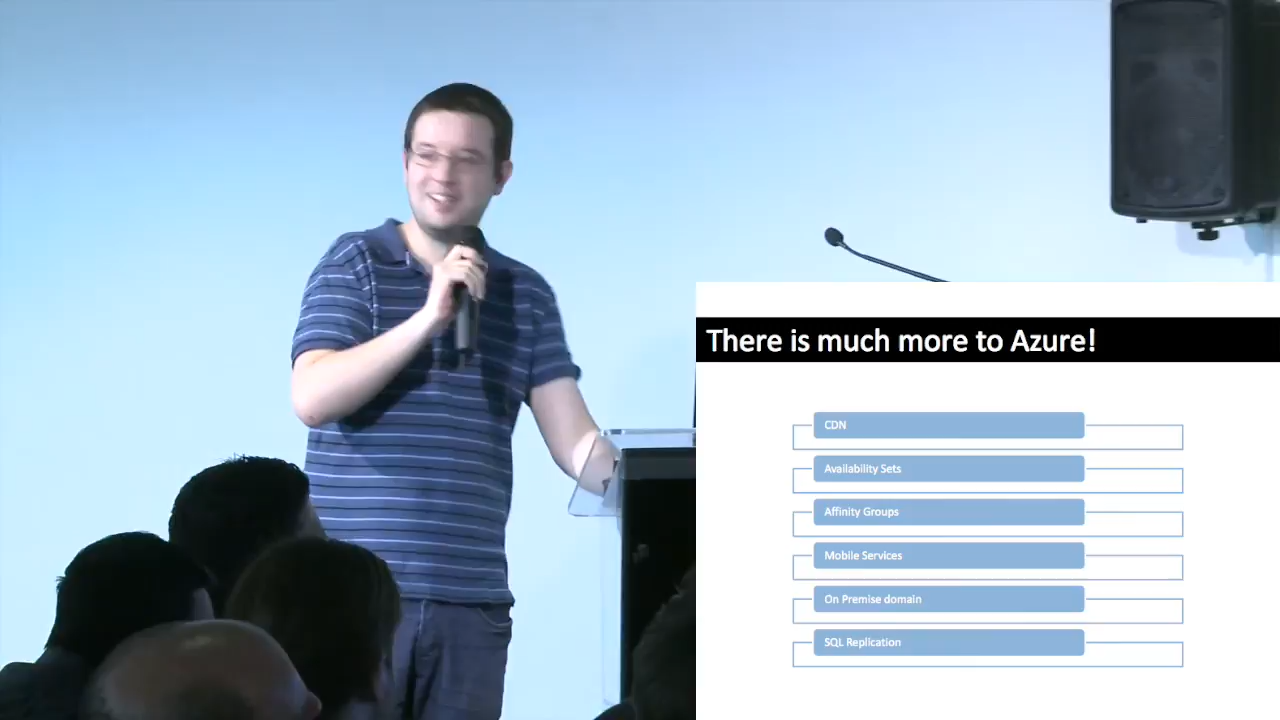 There is much more to Azure!
CDN
Availability Sets
Affinity Groups
Mobile Services
On Premise domain
SQL Replication